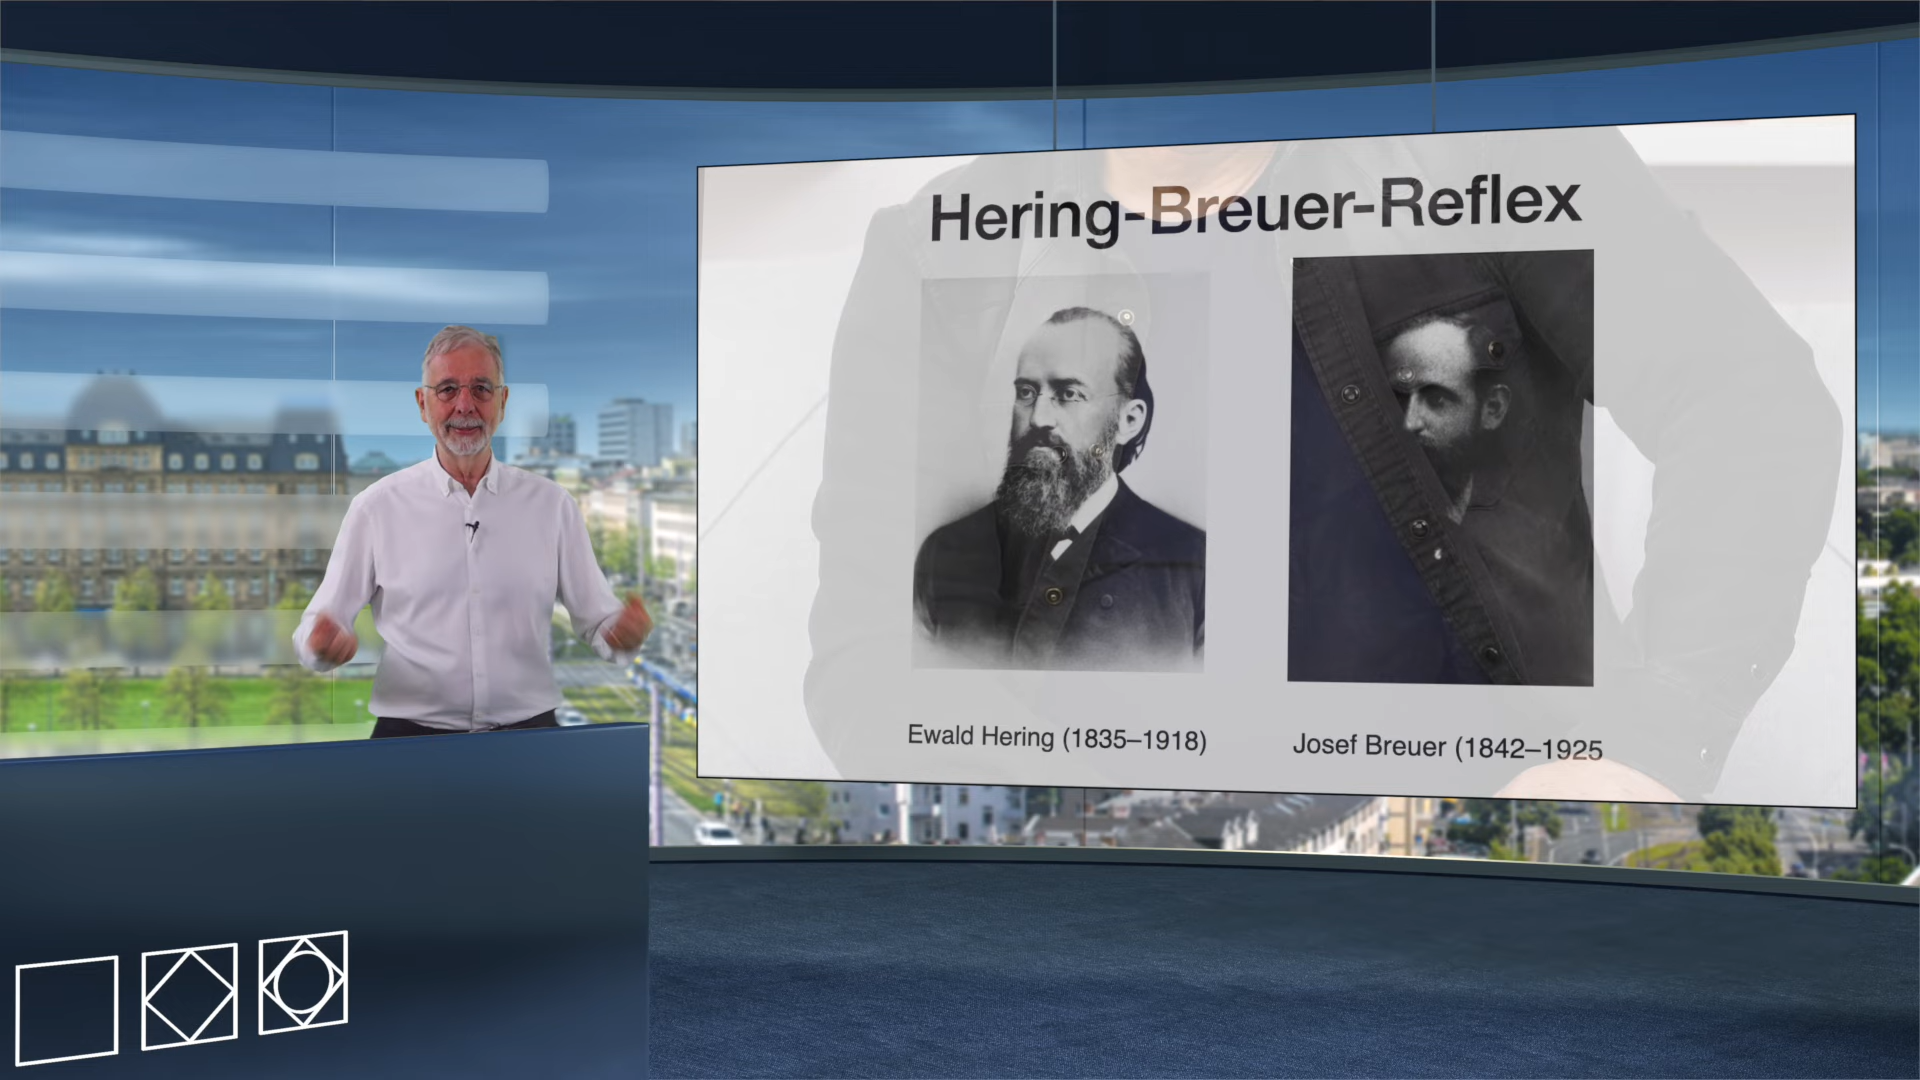 Hering-Breuer-Reflex
Ewald Hering (1835–1918)
Josef Breuer (1842–1925